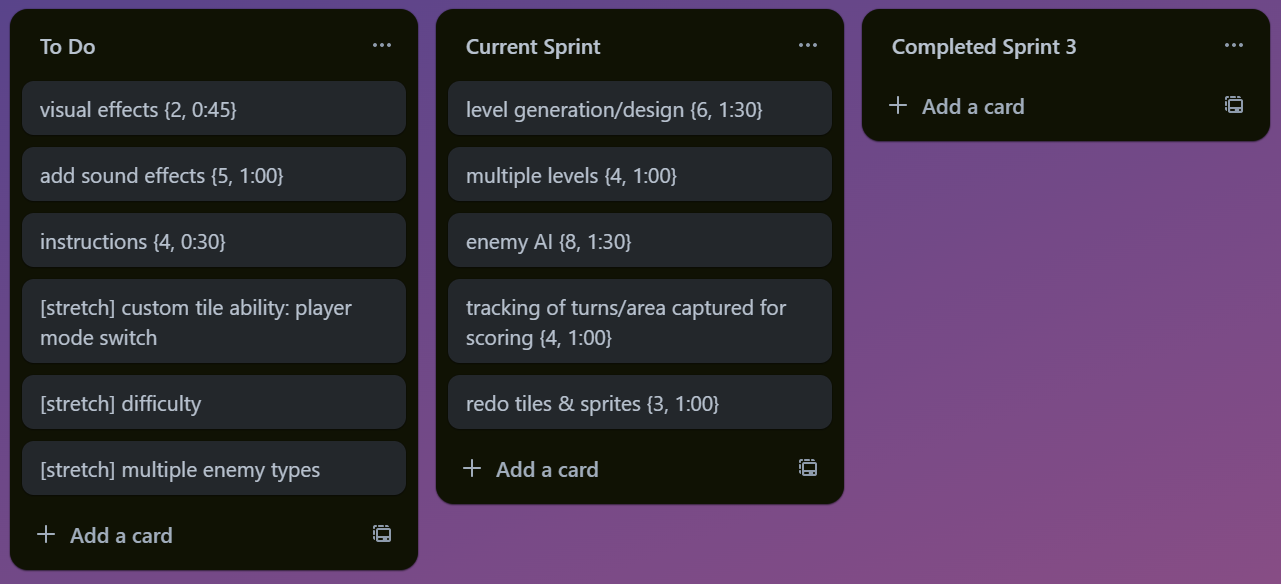 To Do
visual effects {2, 0:45}
add sound effects {5, 1:00}
instructions {4, 0:30}
[stretch] custom tile ability: player
mode switch
[stretch] difficulty
[stretch] multiple enemy types
Add a card
Current Sprint
level generation/design {6, 1:30}
multiple levels {4, 1:00}
enemy AI {8, 1:30}
tracking of turns/area captured for
scoring {4, 1:00}
redo tiles & sprites {3, 1:00}
Add a card
Completed Sprint 3
Add a card